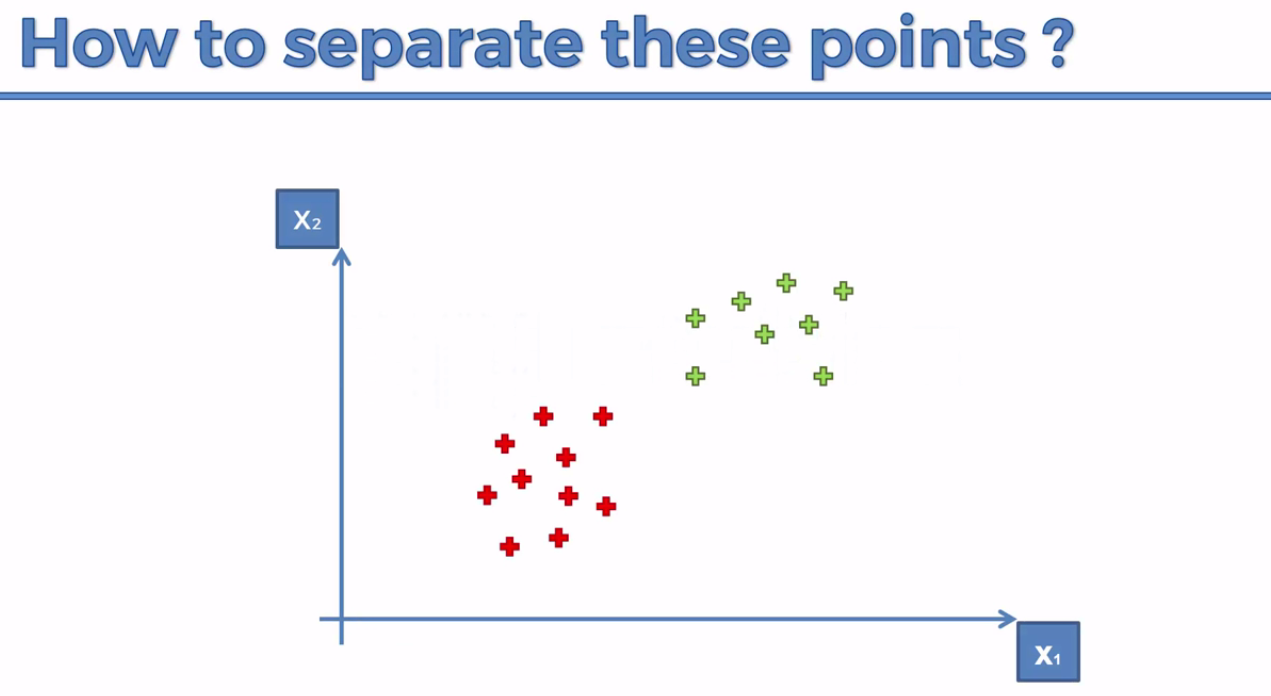 How to separate these points ?
X₂
X₁